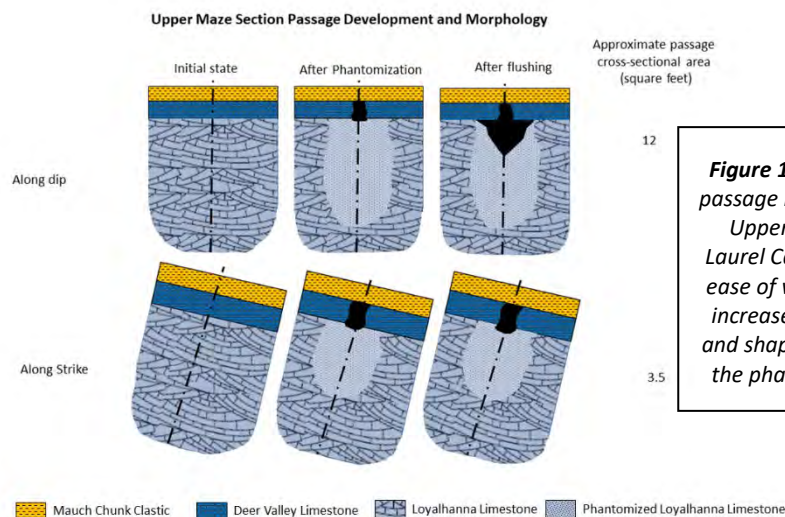 Upper Maze Section Passage Development and Morphology
Initial state
After Phantomization
After flushing
Approximate passage
cross-sectional area
(square feet)
Along dip
12
Along Strike
3.5
Figure 1
passage
Upper
Laurel Ca
ease of v
increase
and shap
the pha
Mauch Chunk Clastic
Deer Valley Limestone
Loyalhanna Limestone
Phantomized Loyalhanna Limestone